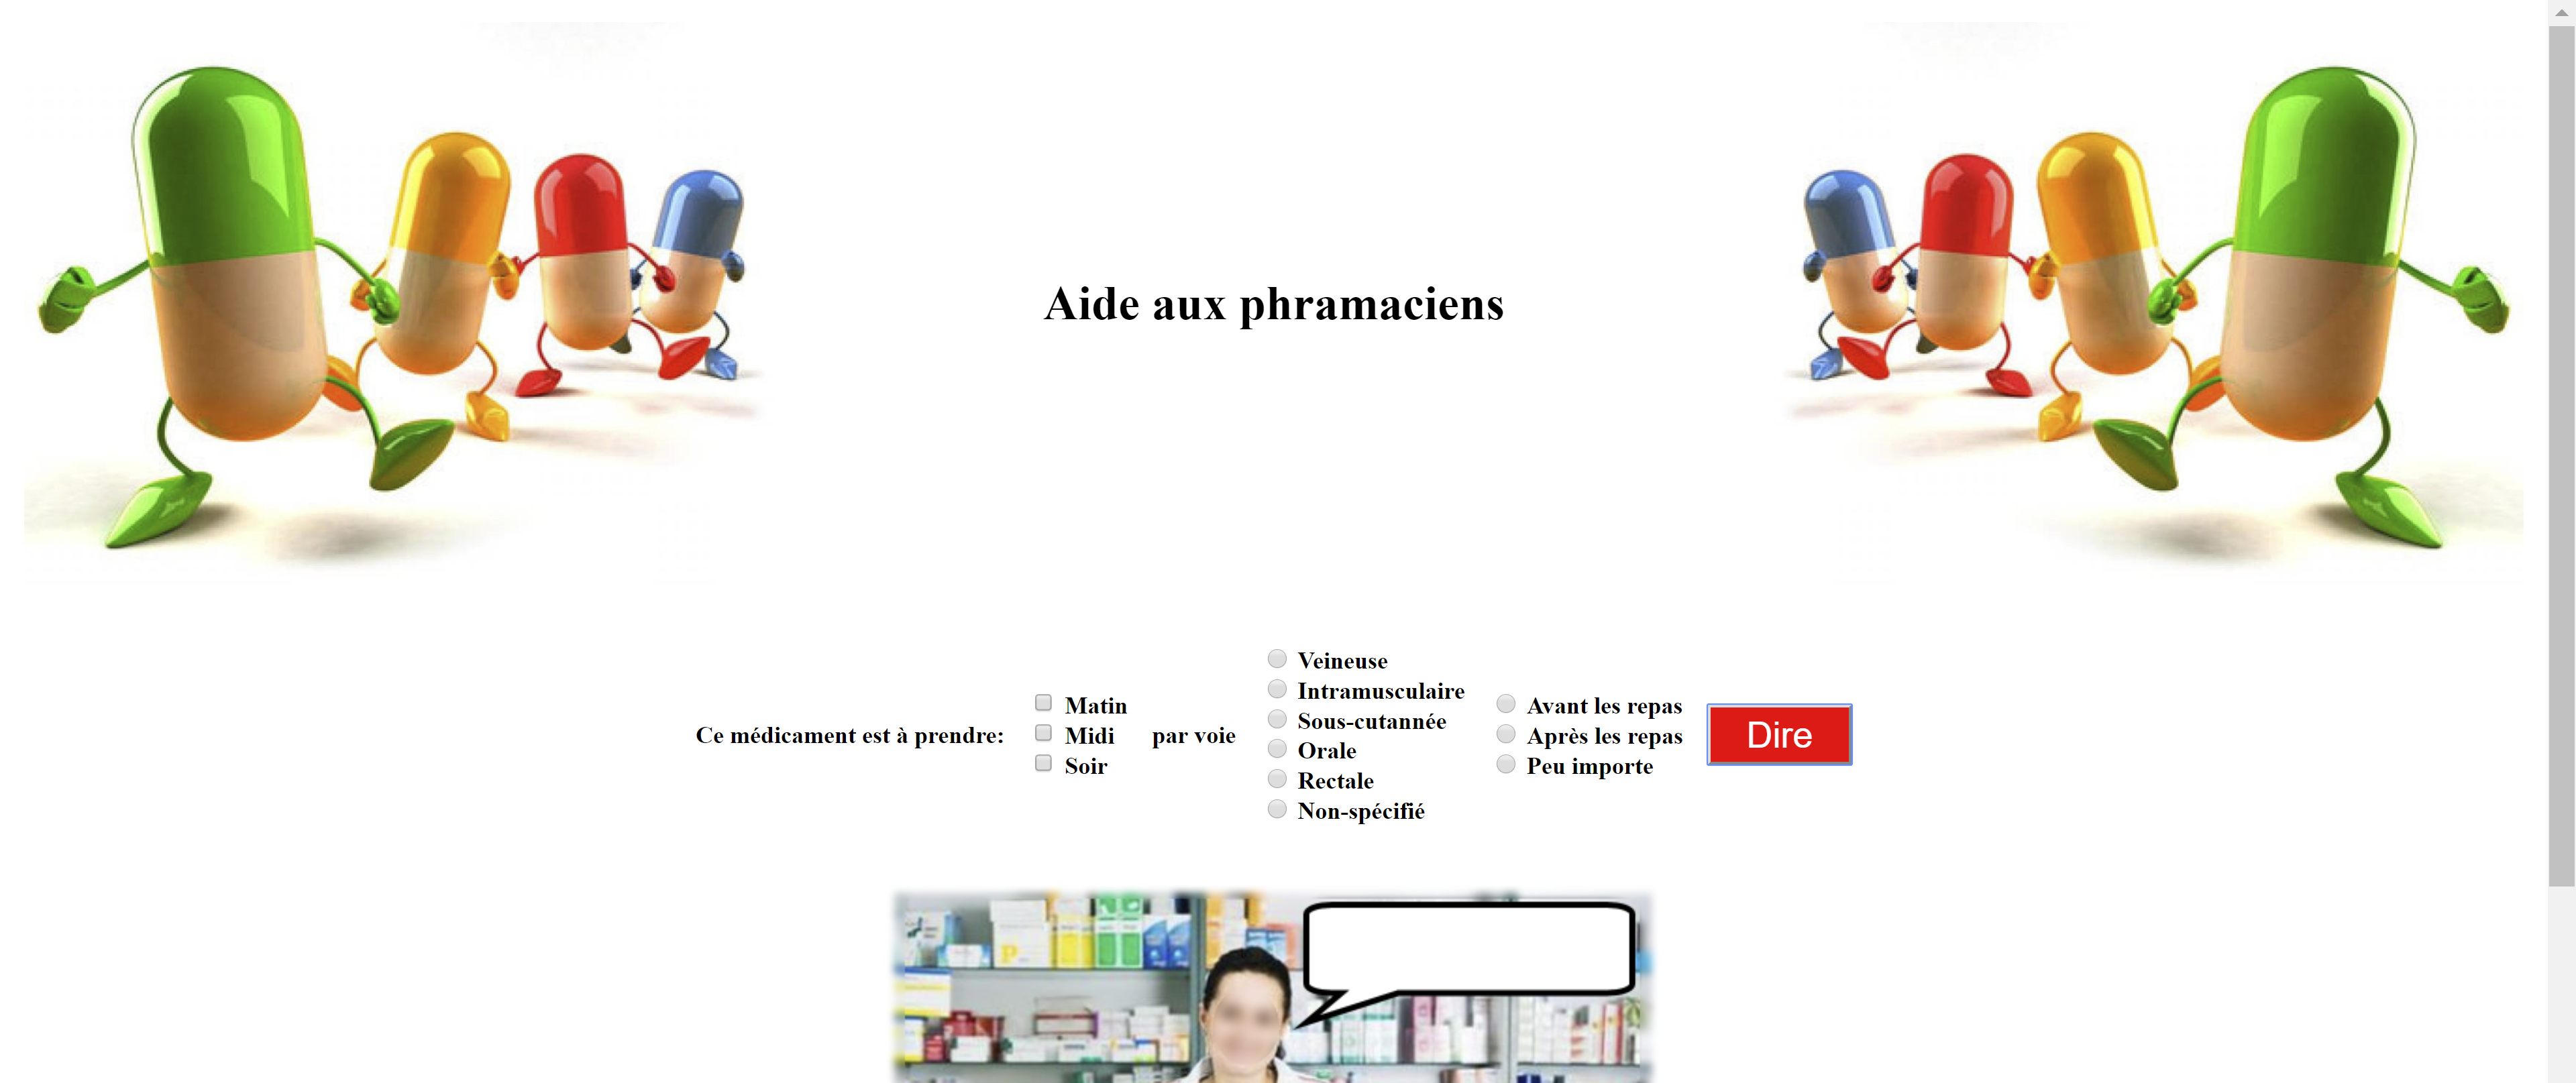 Aide aux phramaciens
Ce médicament est à prendre:
Matin
Midi
Soir
par voie
Veineuse
Intramusculaire
Sous-cutannée
Orale
Rectale
Non-spécifié
Avant les repas
Après les repas
Peu importe
Dire
P